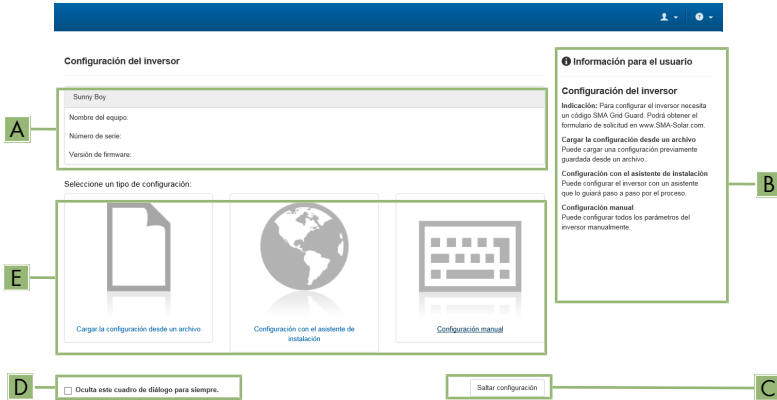 Configuración del inversor
Sunny Boy
Nombre del equipo:
Número de serie:
Versión de firmware:
A
Seleccione un tipo de configuración:
Cargar la configuración desde un archivo
Configuración con el asistente de
instalación
Configuración manual
E
Oculta este cuadro de diálogo para siempre.
D
Saltar configuración
C
Información para el usuario
Configuración del inversor
Indicación: Para configurar el inversor necesita
un código SMA Grid Guard. Podrá obtener el
formulario de solicitud en www.SMA-Solar.com.
Cargar la configuración desde un archivo
Puede cargar una configuración previamente
guardada desde un archivo.
Configuración con el asistente de instalación
Puede configurar el inversor con un asistente
que lo guiará paso a paso por el proceso.
Configuración manual
Puede configurar todos los parámetros del
inversor manualmente.
B